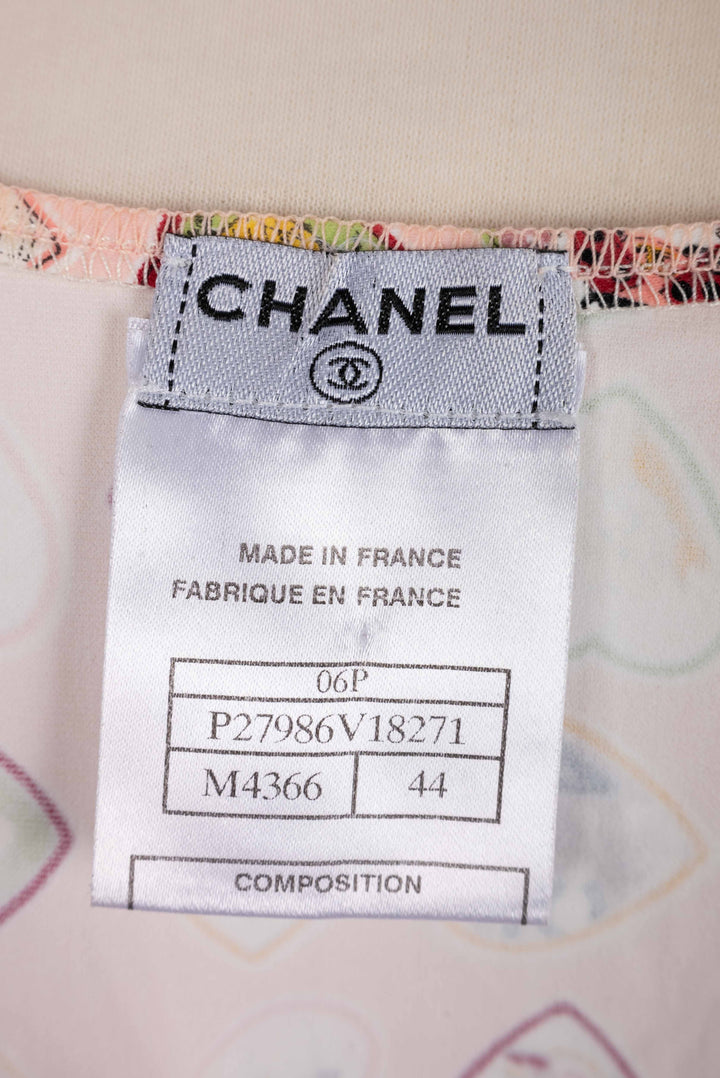 CHANEL
MADE IN FRANCE
FABRIQUE EN FRANCE
06P
P27986V18271
M4366 44
COMPOSITION